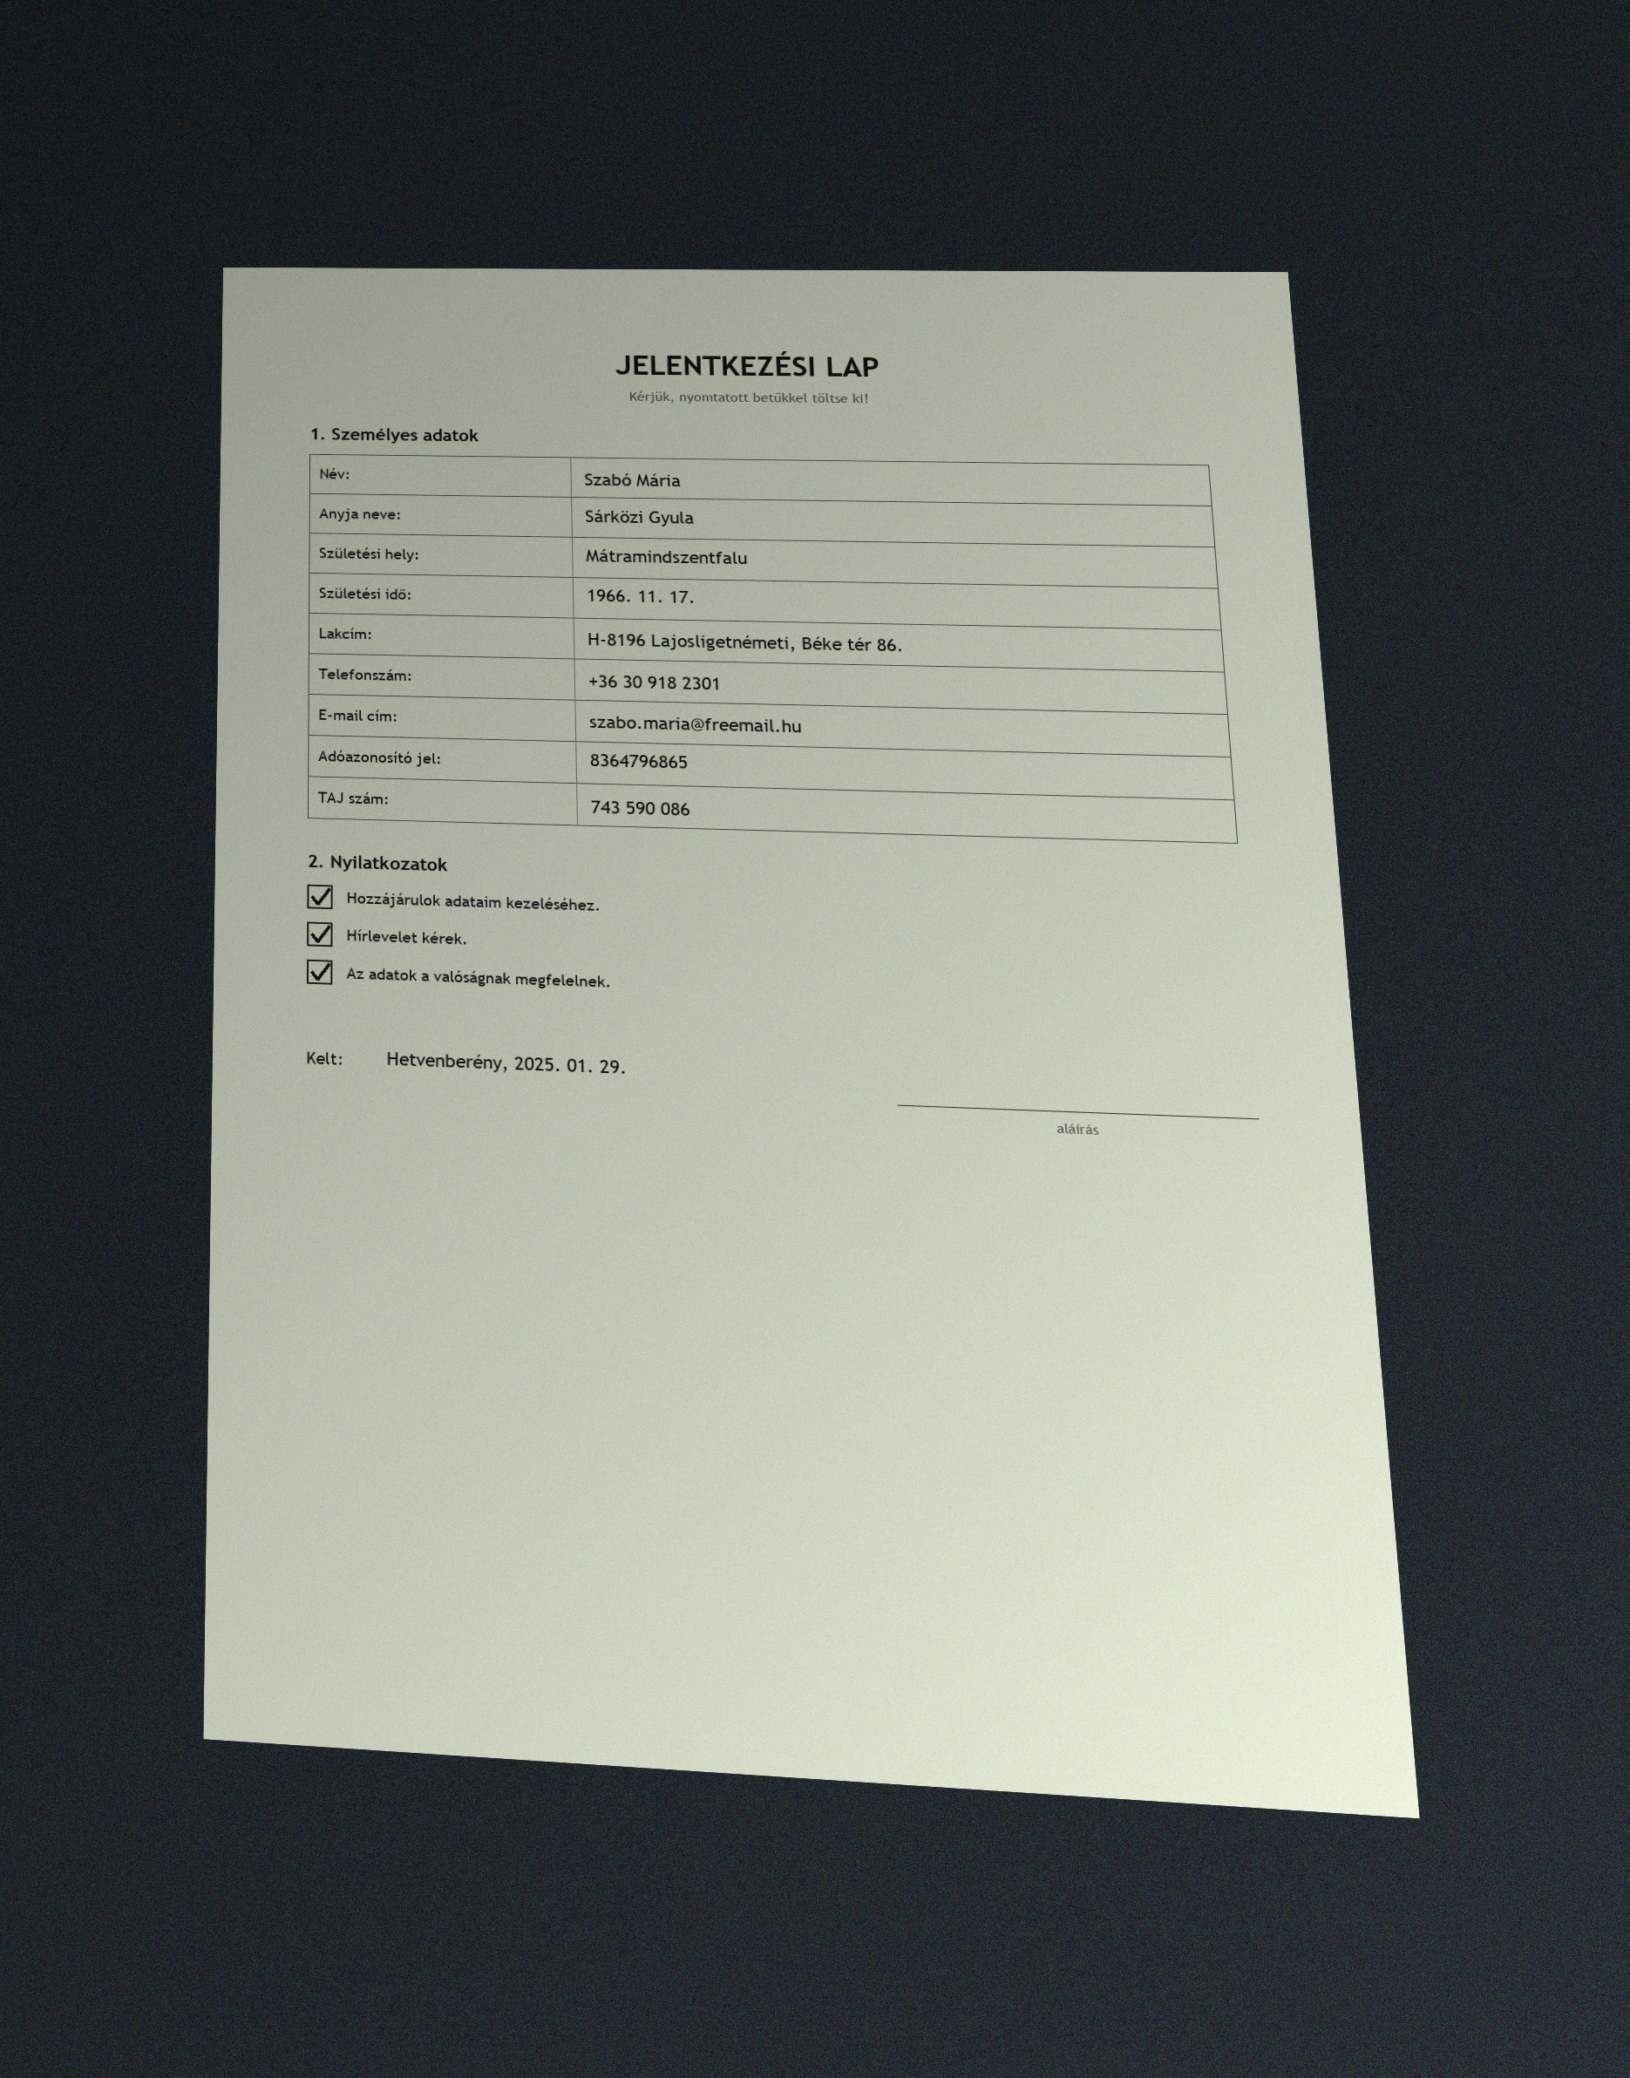 JELENTKEZÉSI LAP
Kérjük, nyomtatott betűkkel töltse ki!
1. Személyes adatok
Név: Szabó Mária
Anyja neve: Sárközi Gyula
Születési hely: Mátramindszentfalu
Születési idő: 1966. 11. 17.
Lakcím: H-8196 Lajosligetnémeti, Béke tér 86.
Telefonszám: +36 30 918 2301
E-mail cím: szabo.maria@freemail.hu
Adóazonosító jel: 8364796865
TAJ szám: 743 590 086
2. Nyilatkozatok
Hozzájárulok adataim kezeléséhez.
Hírlevelet kérek.
Az adatok a valóságnak megfelelnek.
Kelt: Hetvenberény, 2025. 01. 29.
aláírás